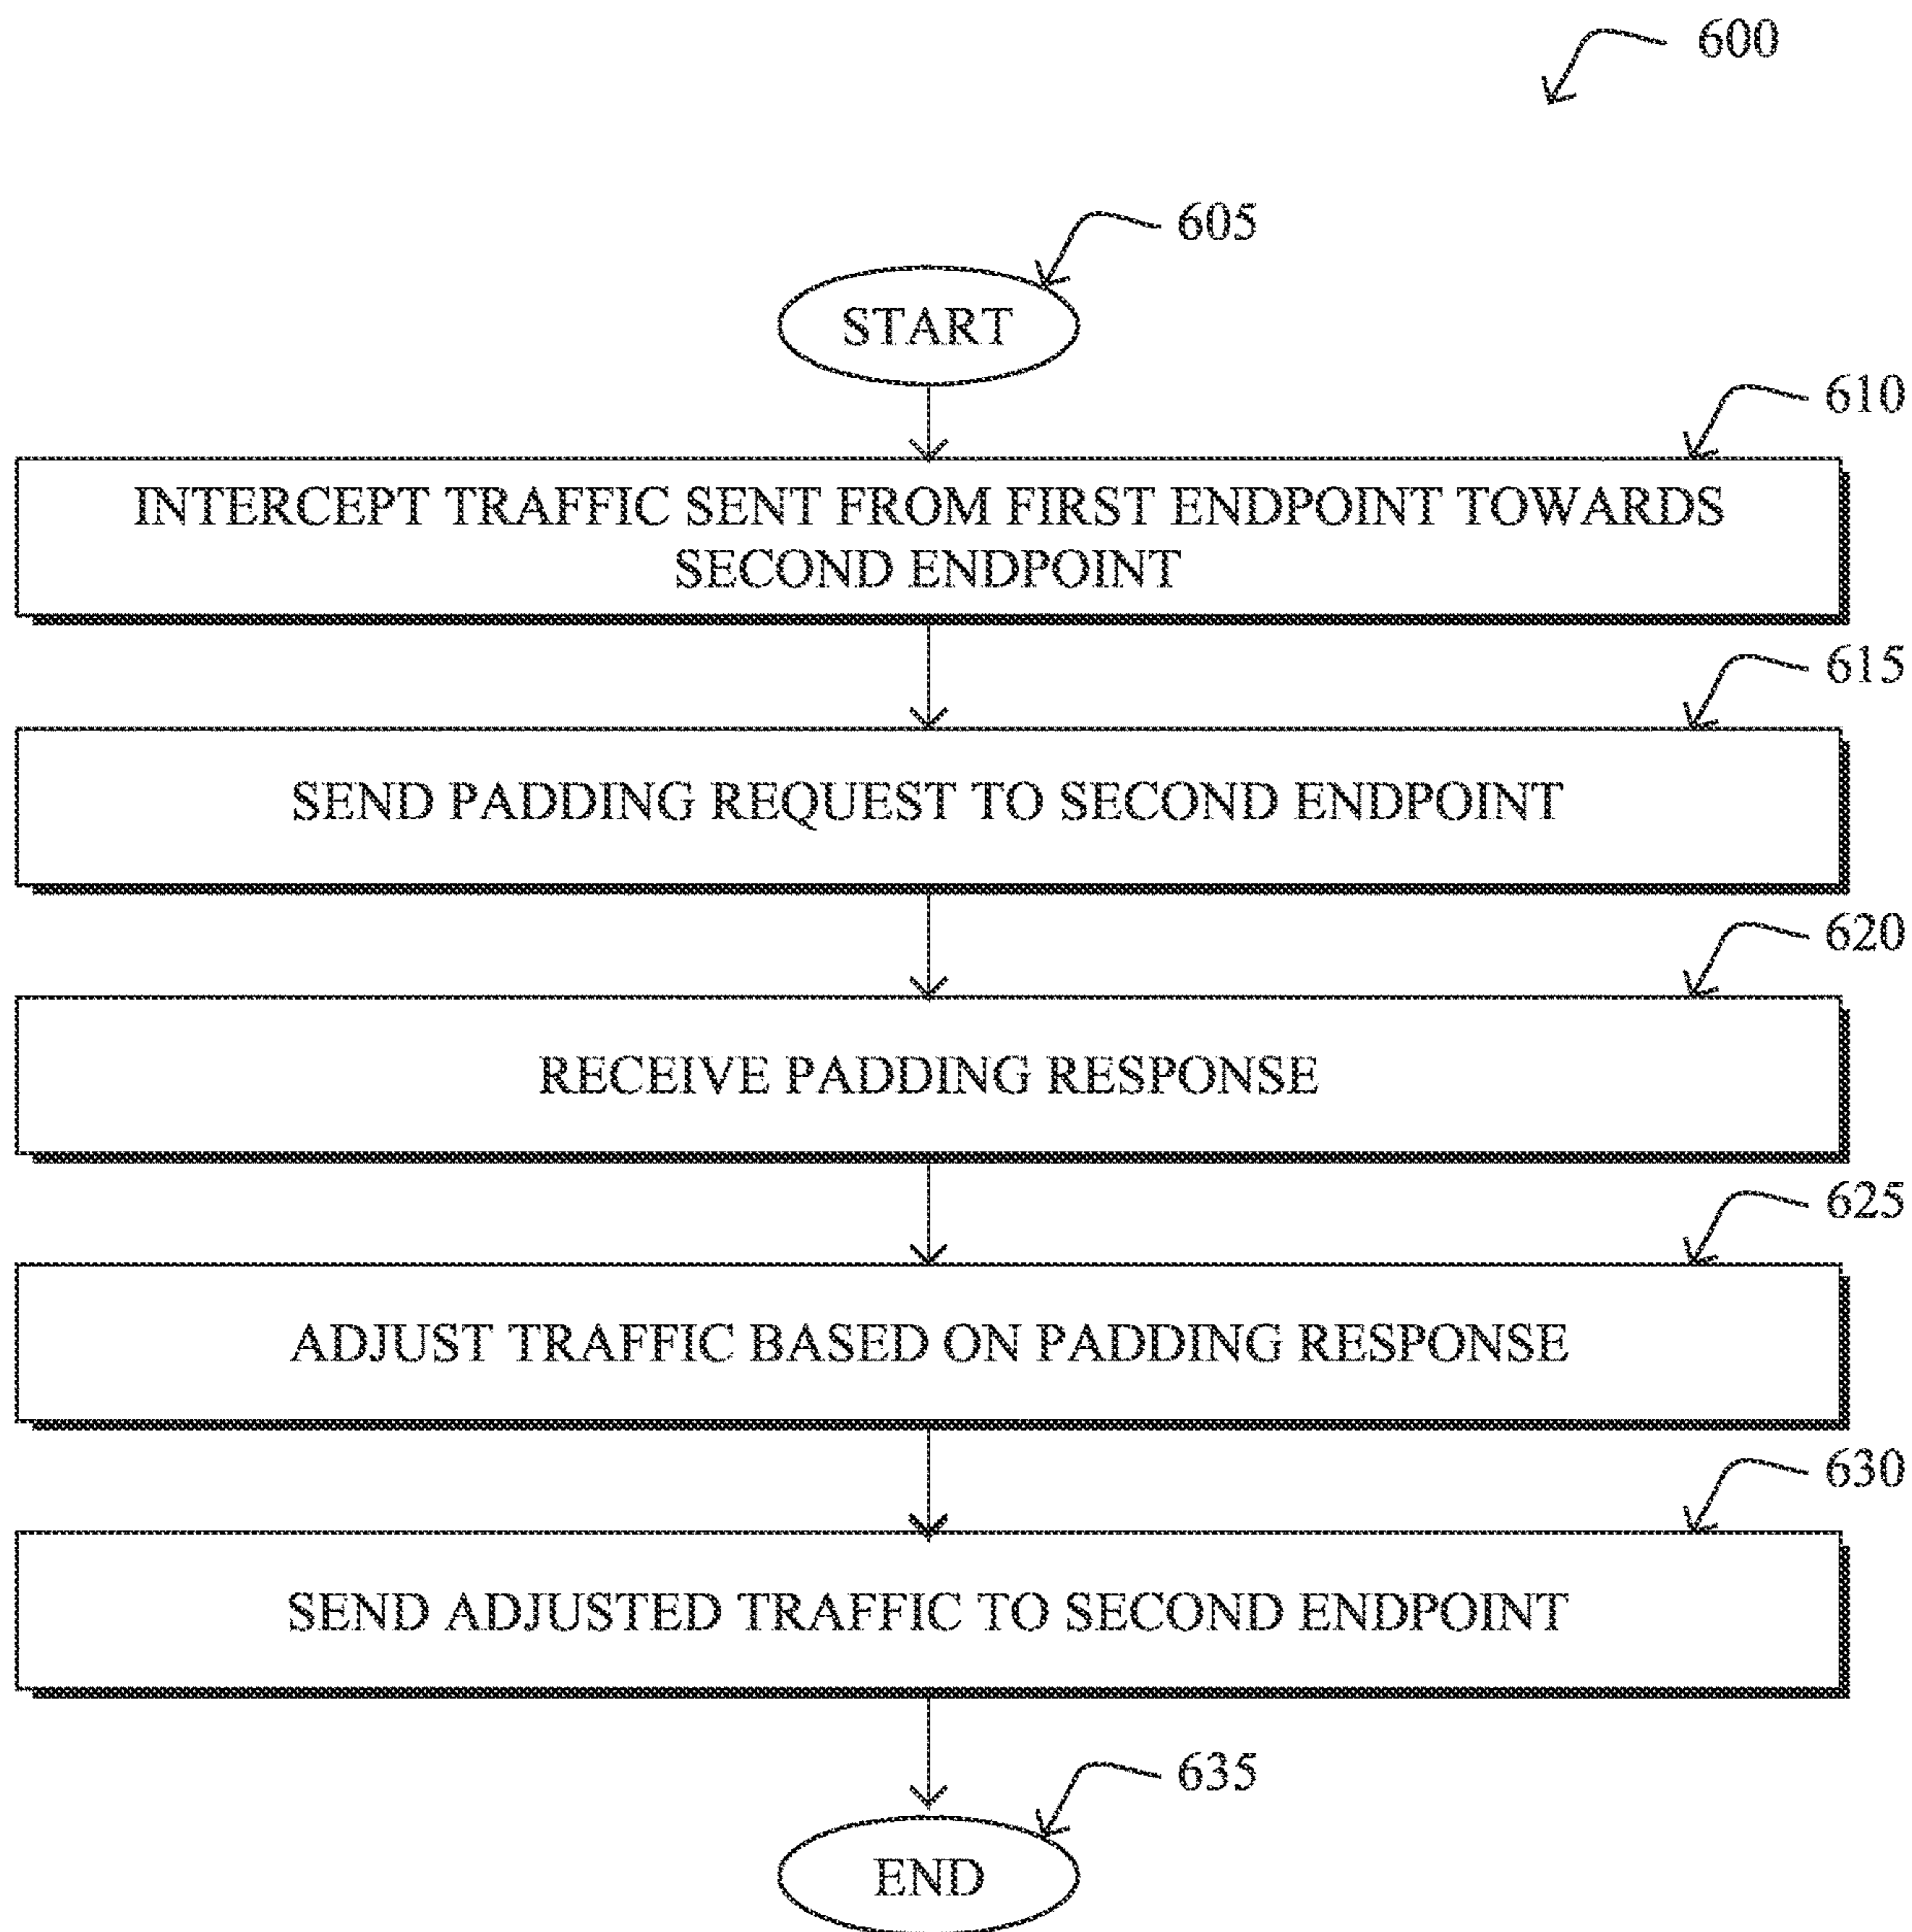 600
605
START
610
INTERCEPT TRAFFIC SENT FROM FIRST ENDPOINT TOWARDS
SECOND ENDPOINT
615
SEND PADDING REQUEST TO SECOND ENDPOINT
620
RECEIVE PADDING RESPONSE
625
ADJUST TRAFFIC BASED ON PADDING RESPONSE
630
SEND ADJUSTED TRAFFIC TO SECOND ENDPOINT
635
END